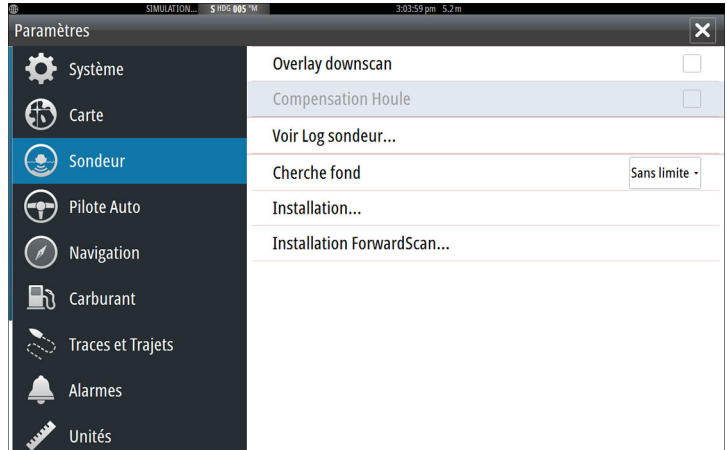 SIMULATION... S HDG 005 °M 3:03:59 pm 5.2 m
Paramètres
Système
Carte
Sondeur
Pilote Auto
Navigation
Carburant
Traces et Trajets
Alarmes
Unités
Overlay downscan
Compensation Houle
Voir Log sondeur...
Cherche fond Sans limite
Installation...
Installation ForwardScan...